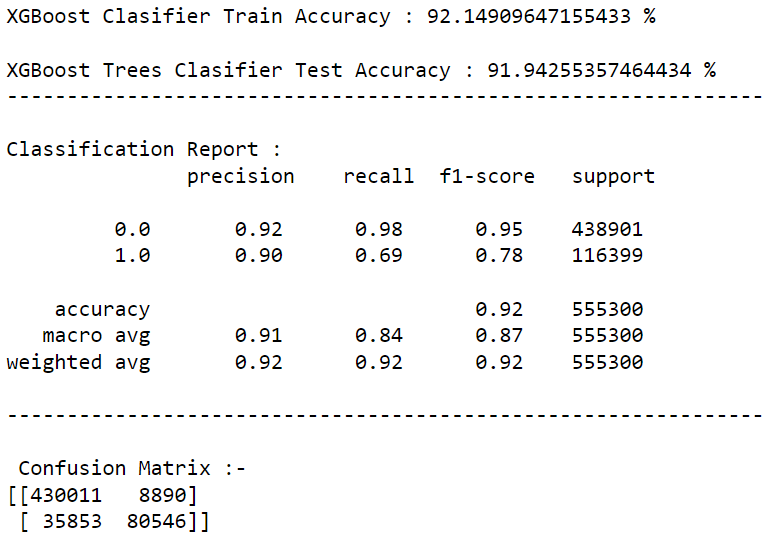 XGBoost Clasifier Train Accuracy : 92.14909647155433 %
XGBoost Trees Clasifier Test Accuracy : 91.94255357464434 %
---------------------------------------------------------------
Classification Report :
               precision    recall  f1-score   support
         0.0       0.92      0.98      0.95    438901
         1.0       0.90      0.69      0.78    116399
    accuracy                           0.92    555300
   macro avg       0.91      0.84      0.87    555300
weighted avg       0.92      0.92      0.92    555300
---------------------------------------------------------------
 Confusion Matrix :-
[[430011   8890]
 [ 35853  80546]]